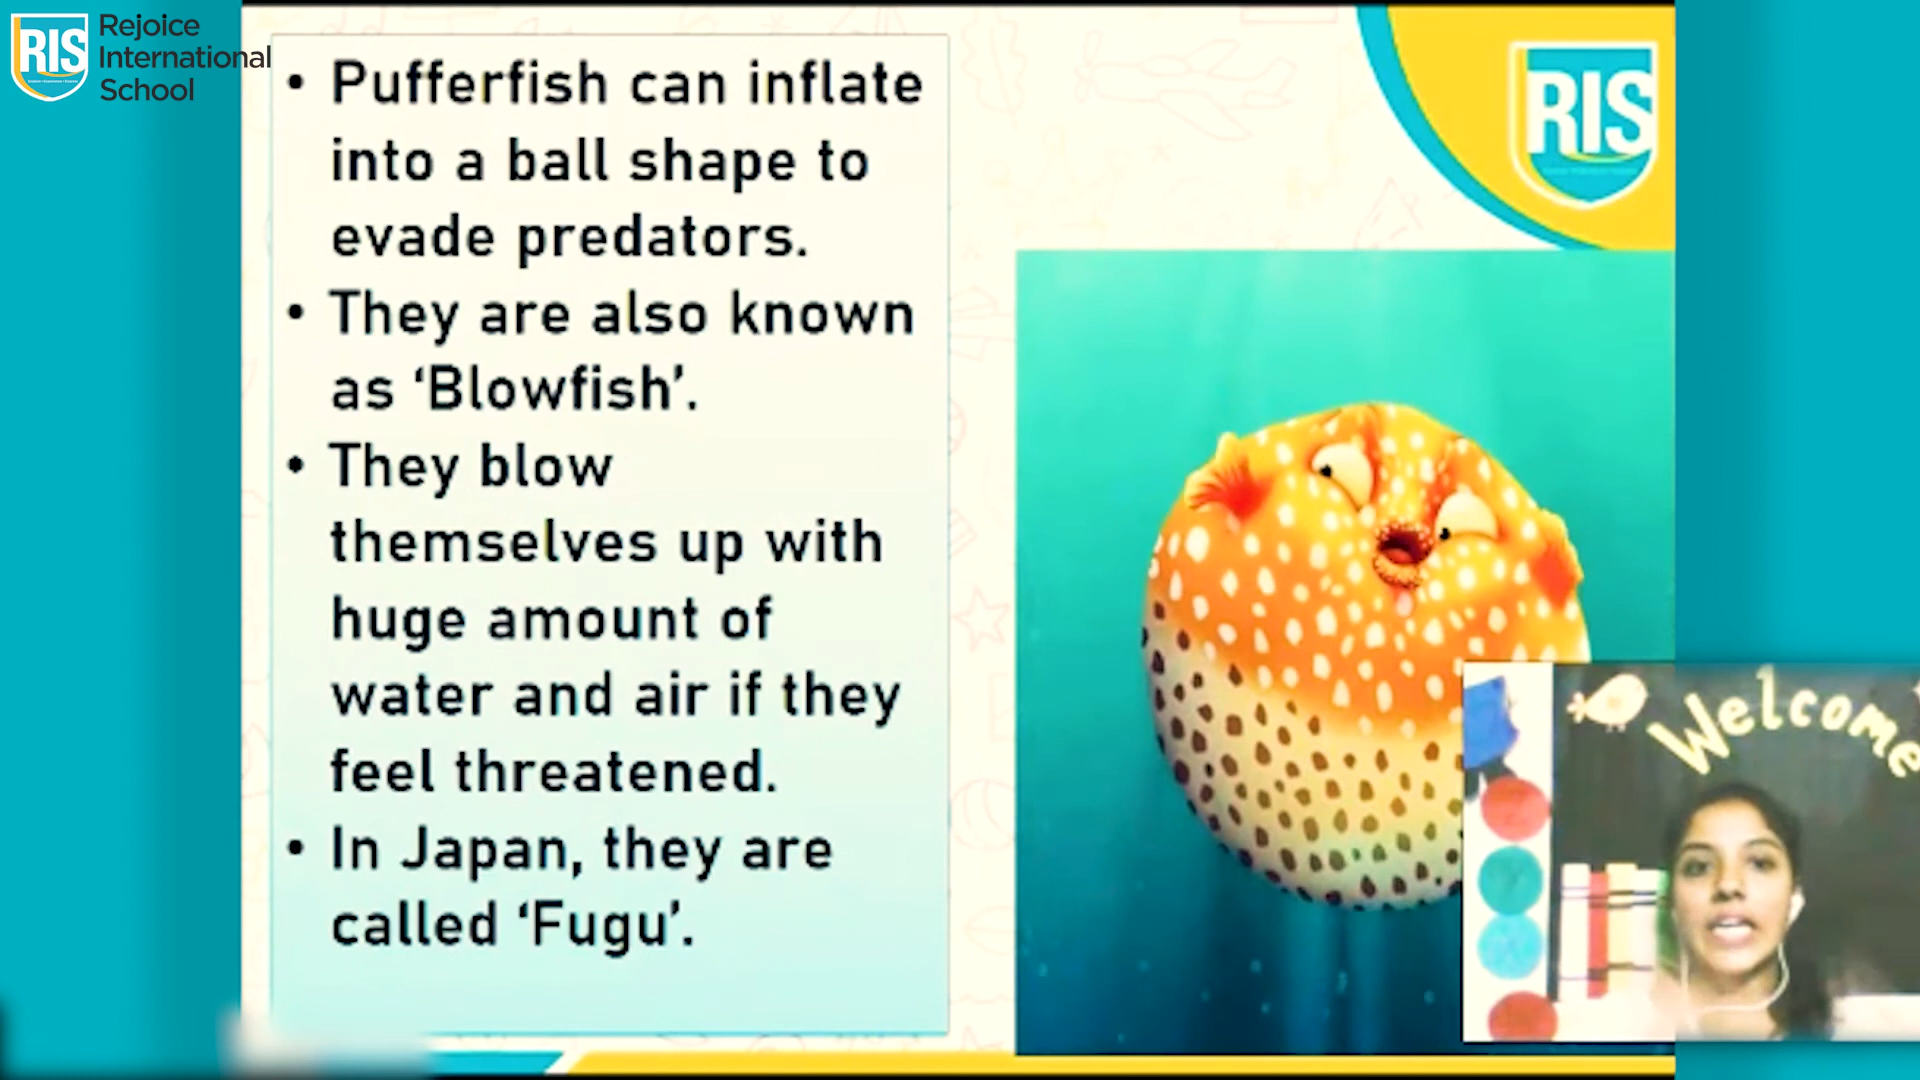 RIS
Rejoice
International
School
• Pufferfish can inflate
into a ball shape to
evade predators.
• They are also known
as ‘Blowfish’.
• They blow
themselves up with
huge amount of
water and air if they
feel threatened.
• In Japan, they are
called ‘Fugu’.
RIS
Welcome